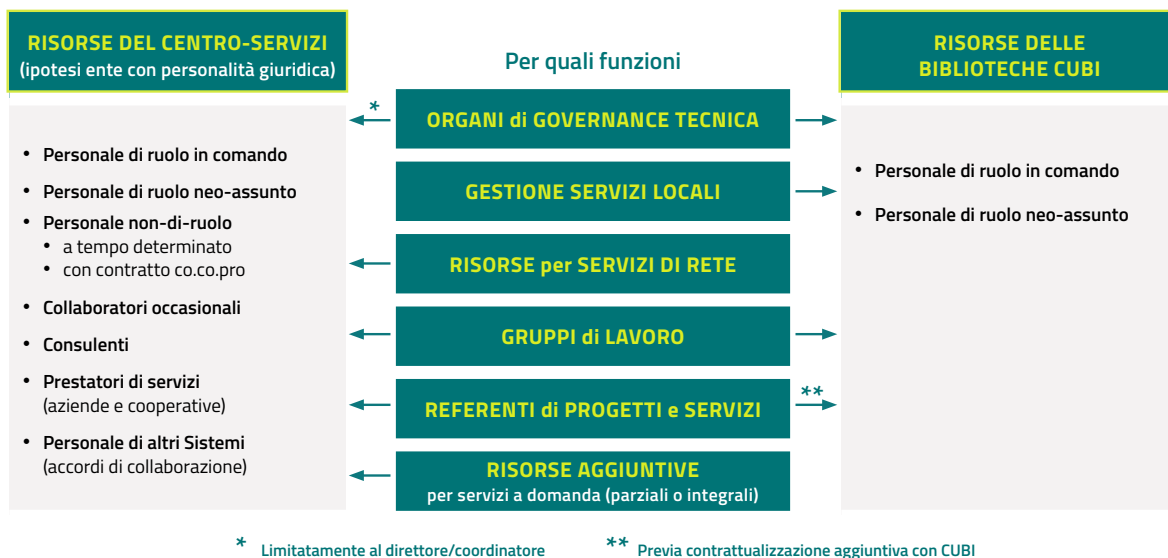 RISORSE DEL CENTRO-SERVIZI
(ipotesi ente con personalità giuridica)
• Personale di ruolo in comando
• Personale di ruolo neo-assunto
• Personale non-di-ruolo
• a tempo determinato
• con contratto co.co.pro
• Collaboratori occasionali
• Consulenti
• Prestatori di servizi
(aziende e cooperative)
• Personale di altri Sistemi
(accordi di collaborazione)
Per quali funzioni
*
ORGANI di GOVERNANCE TECNICA
GESTIONE SERVIZI LOCALI
RISORSE per SERVIZI DI RETE
GRUPPI di LAVORO
REFERENTI di PROGETTI e SERVIZI
**
RISORSE AGGIUNTIVE
per servizi a domanda (parziali o integrali)
RISORSE DELLE
BIBLIOTECHE CUBI
• Personale di ruolo in comando
• Personale di ruolo neo-assunto
* Limitatamente al direttore/coordinatore
** Previa contrattualizzazione aggiuntiva con CUBI